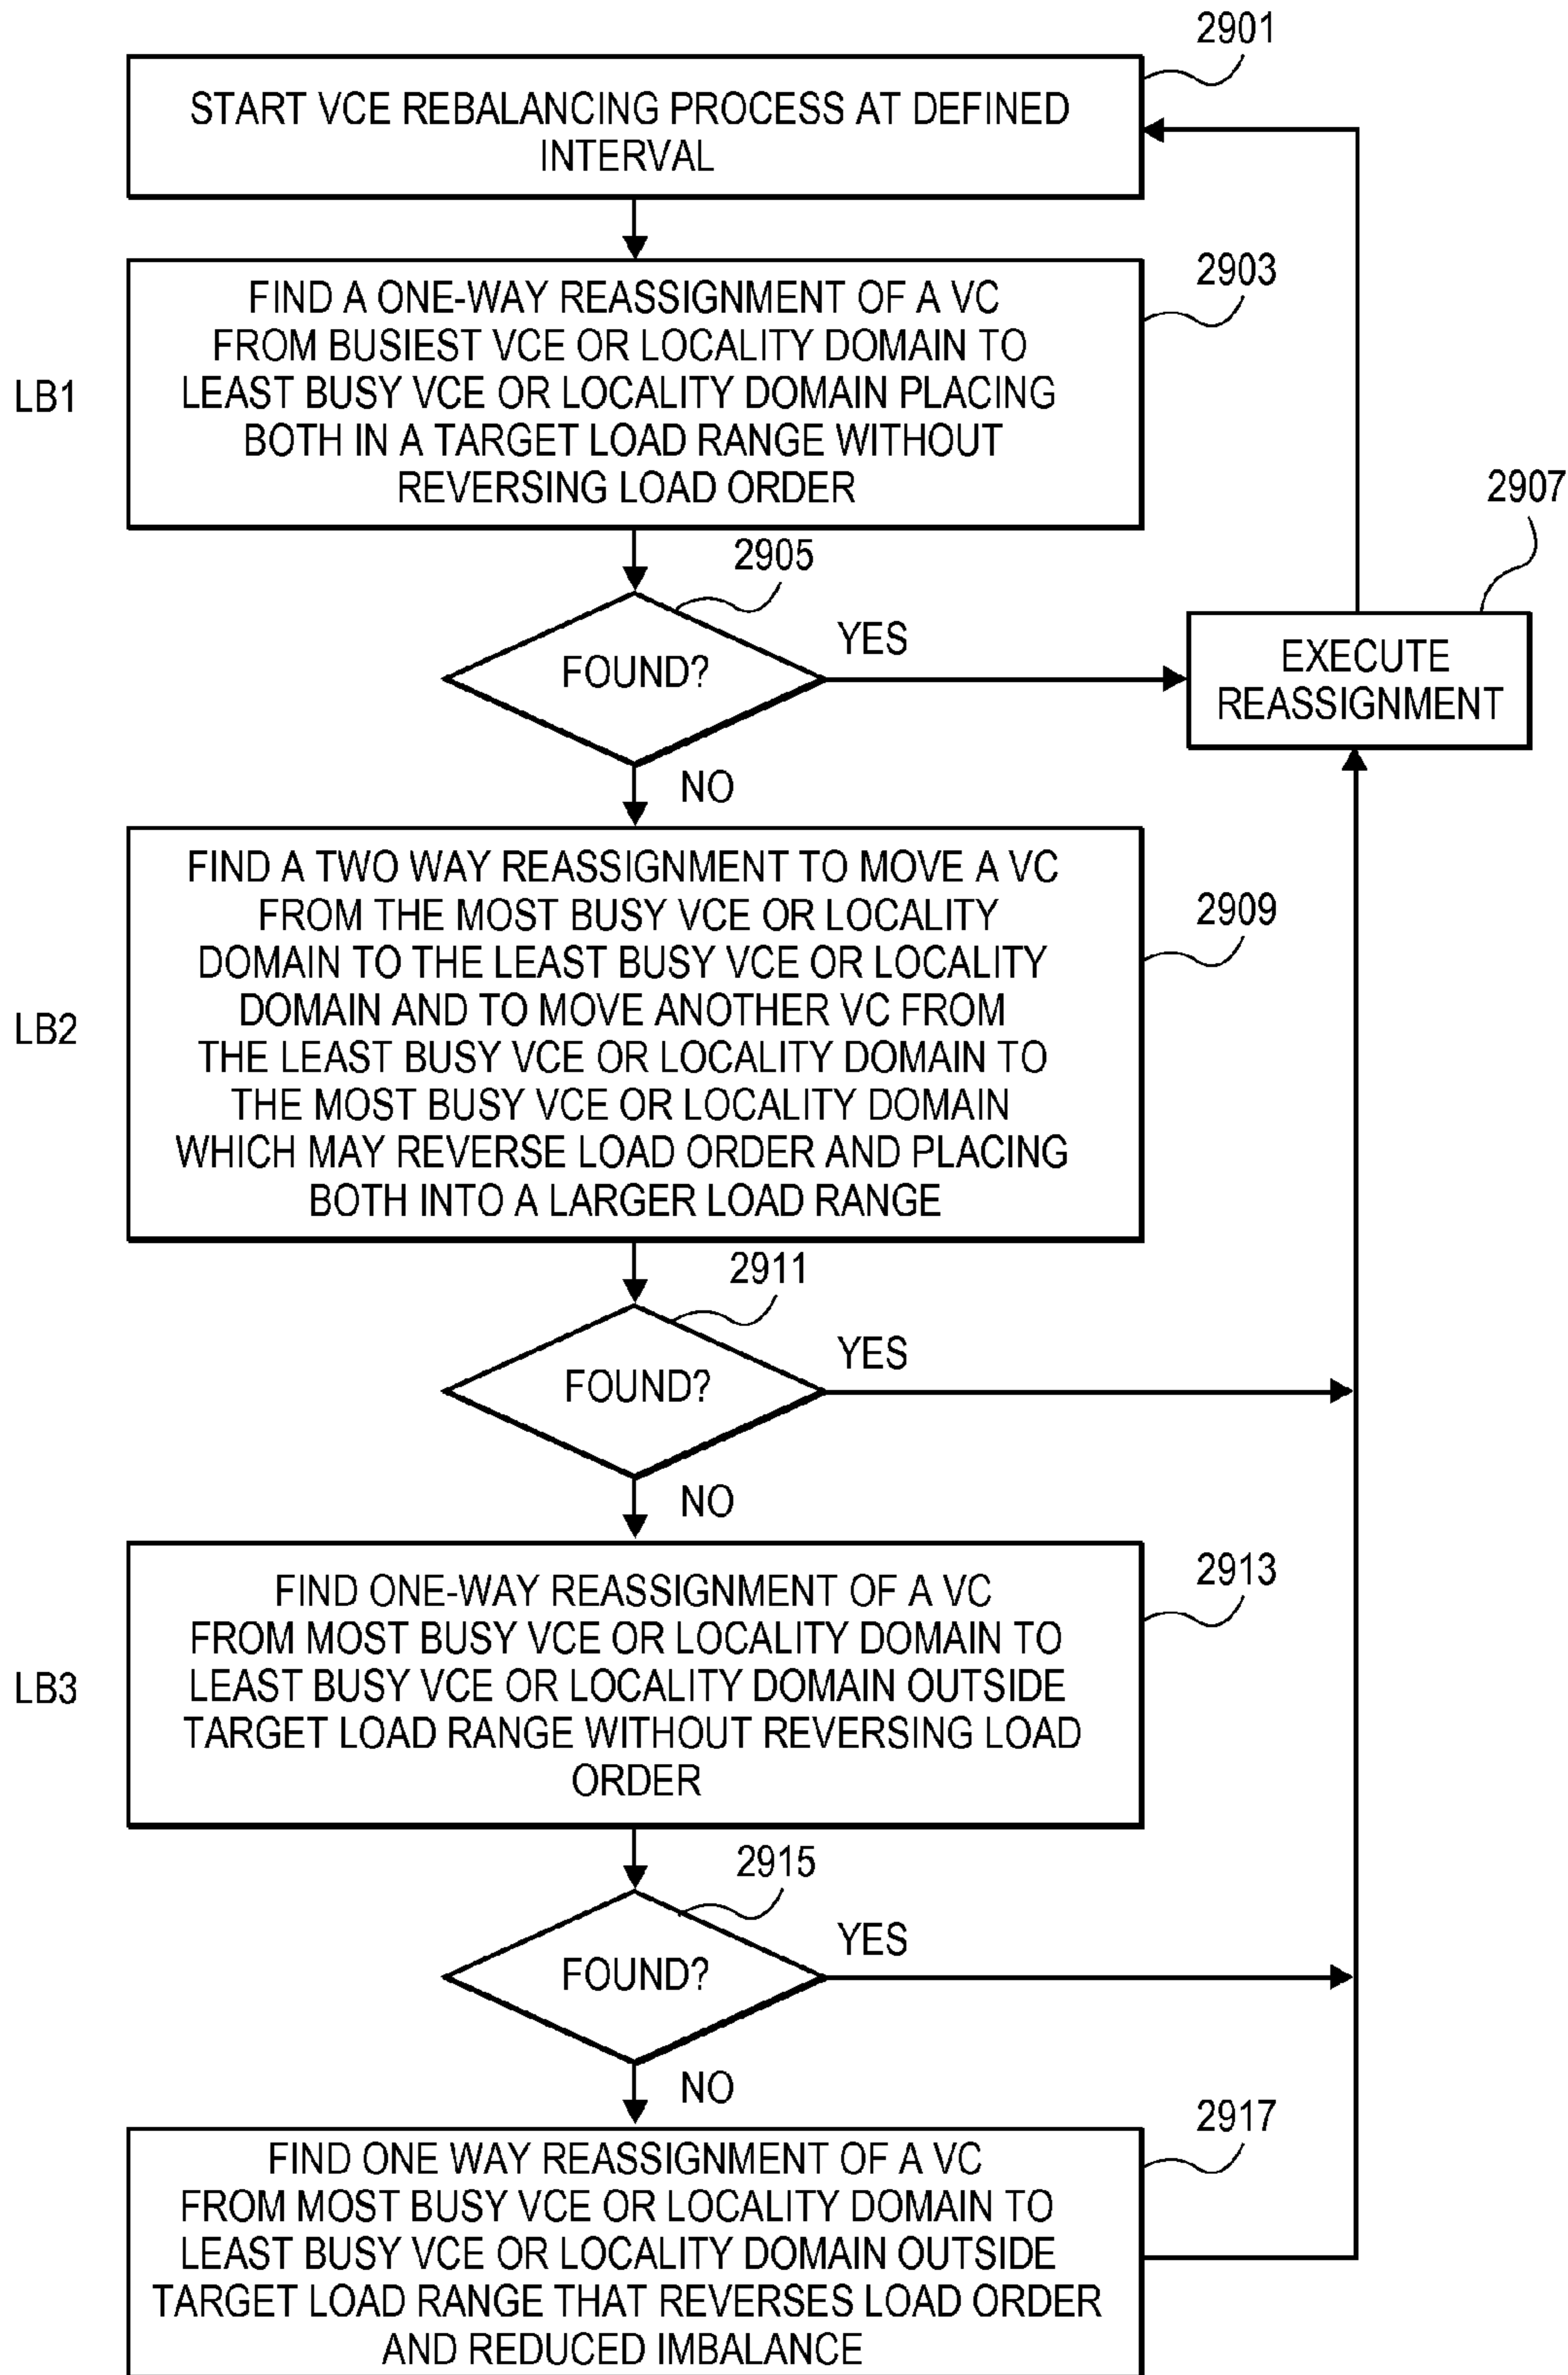 2901
START VCE REBALANCING PROCESS AT DEFINED
INTERVAL
2903
FIND A ONE-WAY REASSIGNMENT OF A VC
FROM BUSIEST VCE OR LOCALITY DOMAIN TO
LEAST BUSY VCE OR LOCALITY DOMAIN PLACING
BOTH IN A TARGET LOAD RANGE WITHOUT
REVERSING LOAD ORDER
LB1
2905
FOUND?
YES
2907
EXECUTE
REASSIGNMENT
NO
FIND A TWO WAY REASSIGNMENT TO MOVE A VC
FROM THE MOST BUSY VCE OR LOCALITY
DOMAIN TO THE LEAST BUSY VCE OR LOCALITY
DOMAIN AND TO MOVE ANOTHER VC FROM
THE LEAST BUSY VCE OR LOCALITY DOMAIN TO
THE MOST BUSY VCE OR LOCALITY DOMAIN
WHICH MAY REVERSE LOAD ORDER AND PLACING
BOTH INTO A LARGER LOAD RANGE
2909
LB2
2911
FOUND?
YES
NO
FIND ONE-WAY REASSIGNMENT OF A VC
FROM MOST BUSY VCE OR LOCALITY DOMAIN TO
LEAST BUSY VCE OR LOCALITY DOMAIN OUTSIDE
TARGET LOAD RANGE WITHOUT REVERSING LOAD
ORDER
2913
LB3
2915
FOUND?
YES
NO
2917
FIND ONE WAY REASSIGNMENT OF A VC
FROM MOST BUSY VCE OR LOCALITY DOMAIN TO
LEAST BUSY VCE OR LOCALITY DOMAIN OUTSIDE
TARGET LOAD RANGE THAT REVERSES LOAD ORDER
AND REDUCED IMBALANCE